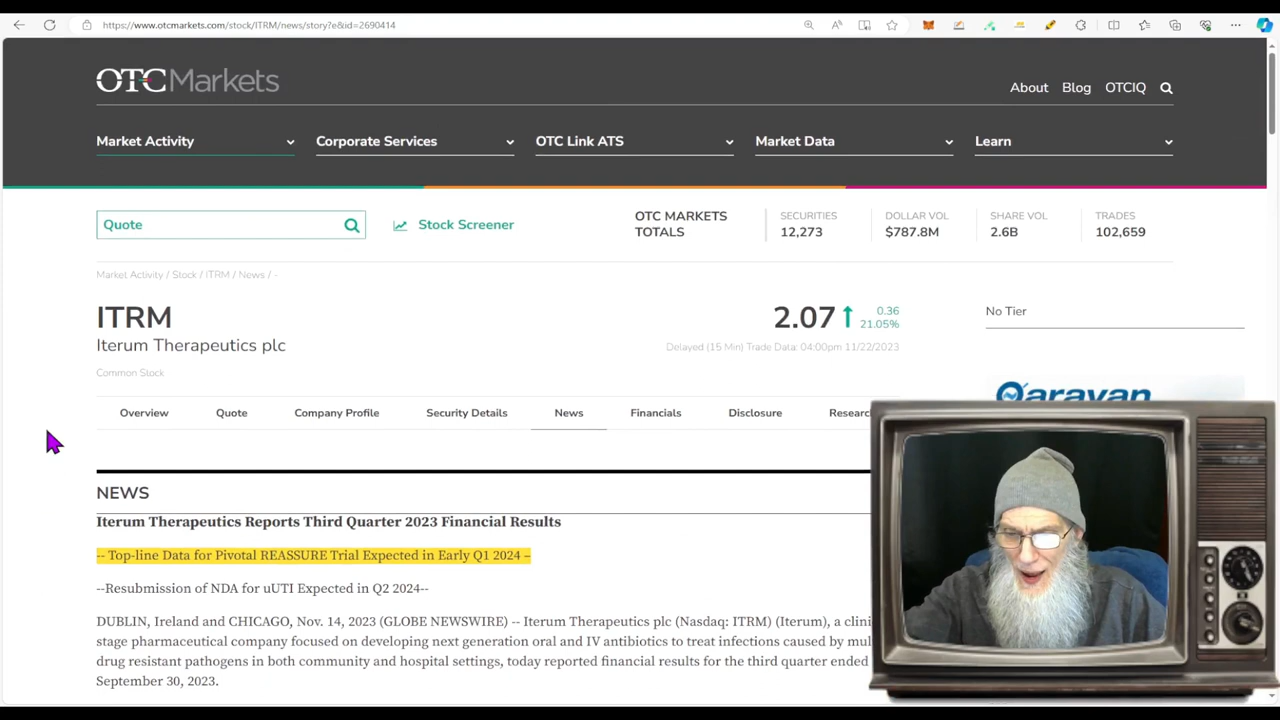 https://www.otcmarkets.com/stock/ITRM/news/story?e&id=2690414
OTCMarkets
About Blog OTCIQ
Market Activity Corporate Services OTC Link ATS Market Data Learn
Quote
Stock Screener
OTC MARKETS
TOTALS
SECURITIES
12,273
DOLLAR VOL
$787.8M
SHARE VOL
2.6B
TRADES
102,659
Market Activity / Stock / ITRM / News / -
ITRM
Iterum Therapeutics plc
Common Stock
2.07
0.36
21.05%
Delayed (15 Min) Trade Data: 04:00pm 11/22/2023
No Tier
Overview Quote Company Profile Security Details News Financials Disclosure
NEWS
Iterum Therapeutics Reports Third Quarter 2023 Financial Results
-- Top-line Data for Pivotal REASSURE Trial Expected in Early Q1 2024 –
--Resubmission of NDA for uUTI Expected in Q2 2024--
DUBLIN, Ireland and CHICAGO, Nov. 14, 2023 (GLOBE NEWSWIRE) -- Iterum Therapeutics plc (Nasdaq: ITRM) (Iterum), a clini
stage pharmaceutical company focused on developing next generation oral and IV antibiotics to treat infections caused by mul
drug resistant pathogens in both community and hospital settings, today reported financial results for the third quarter ended
September 30, 2023.